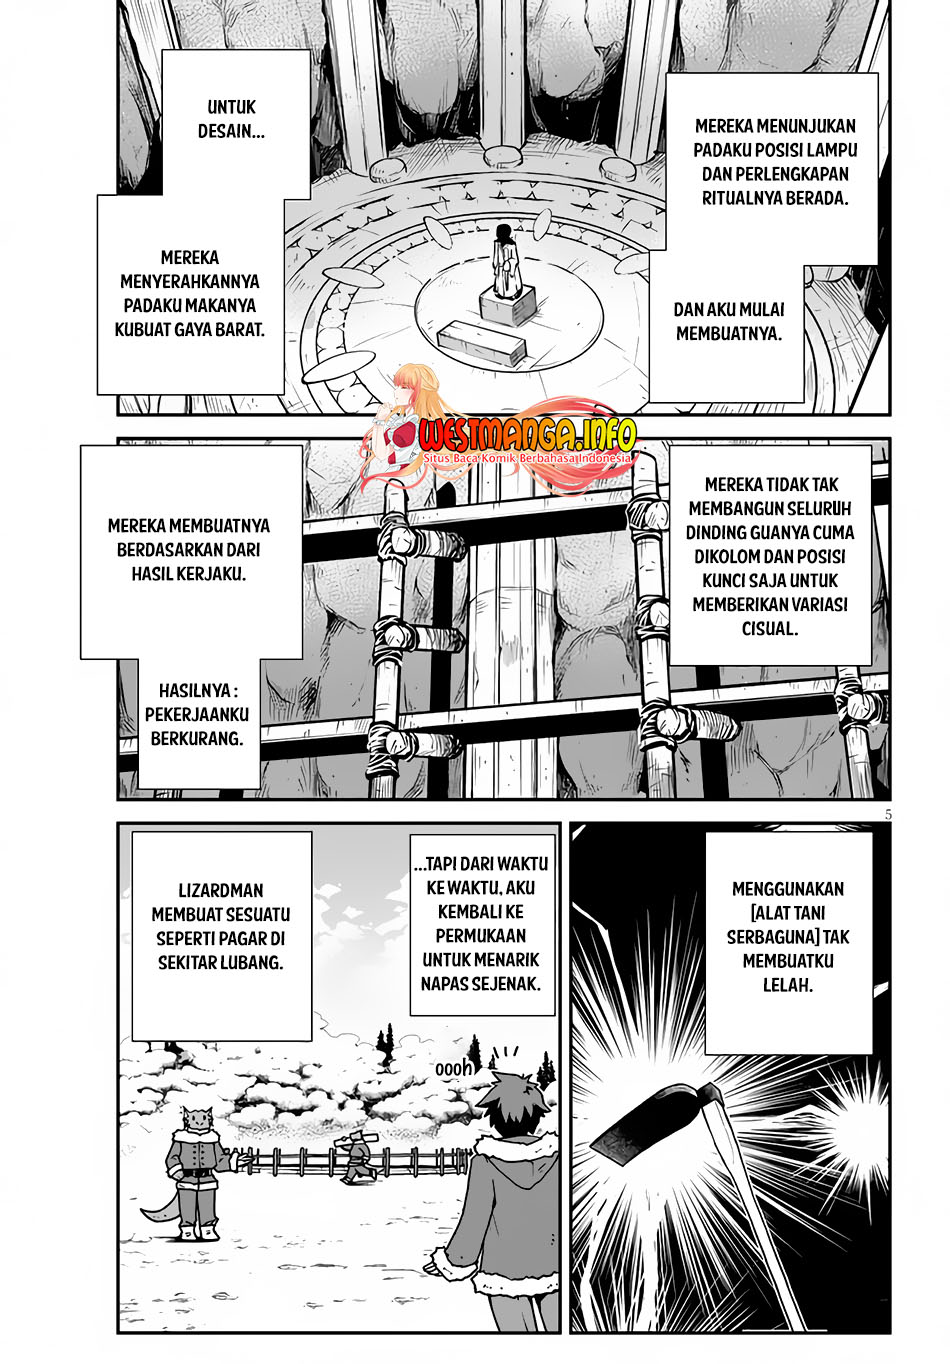 MEREKA MENUNJUKAN
PADAKU POSISI LAMPU
DAN PERLENGKAPAN
RITUALNYA BERADA.
DAN AKU MULAI
MEMBUATNYA.
UNTUK
DESAIN...
MEREKA
MENYERAHKANNYA
PADAKU MAKANYA
KUBUAT GAYA BARAT.
WESTMANGA.INFO
Situs Baca Komik Berbahasa Indonesia
MEREKA TIDAK TAK
MEMBANGUN SELURUH
DINDING GUANYA CUMA
DIKOLOM DAN POSISI
KUNCI SAJA UNTUK
MEMBERIKAN VARIASI
CISUAL.
MEREKA MEMBUATNYA
BERDASARKAN DARI
HASIL KERJAKU.
HASILNYA :
PEKERJAANKU
BERKURANG.
5
MENGGUNAKAN
[ALAT TANI
SERBAGUNA] TAK
MEMBUATKU
LELAH.
...TAPI DARI WAKTU
KE WAKTU, AKU
KEMBALI KE
PERMUKAAN
UNTUK MENARIK
NAPAS SEJENAK.
LIZARDMAN
MEMBUAT SESUATU
SEPERTI PAGAR DI
SEKITAR LUBANG.
OOOh